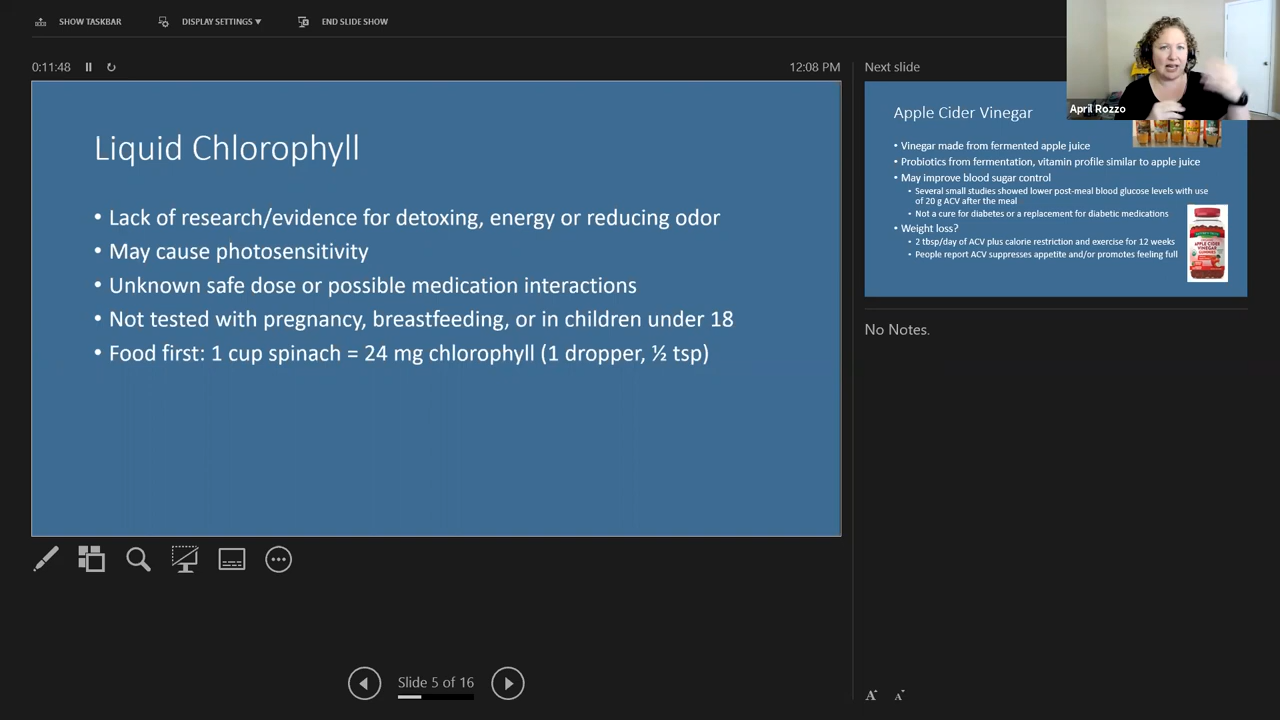 SHOW TASKBAR
DISPLAY SETTINGS ▼
END SLIDE SHOW
0:11:48
12:08 PM
Liquid Chlorophyll
• Lack of research/evidence for detoxing, energy or reducing odor
• May cause photosensitivity
• Unknown safe dose or possible medication interactions
• Not tested with pregnancy, breastfeeding, or in children under 18
• Food first: 1 cup spinach = 24 mg chlorophyll (1 dropper, ½ tsp)
Slide 5 of 16
Next slide
April Rozzo
Apple Cider Vinegar
• Vinegar made from fermented apple juice
• Probiotics from fermentation, vitamin profile similar to apple juice
• May improve blood sugar control
• Several small studies showed lower post-meal blood glucose levels with use
of 20 g ACV after the meal
• Not a cure for diabetes or a replacement for diabetic medications
• Weight loss?
• 2 tbsp/day of ACV plus calorie restriction and exercise for 12 weeks
• People report ACV suppresses appetite and/or promotes feeling full
APPLE CIDER
VINEGAR
No Notes.
A A